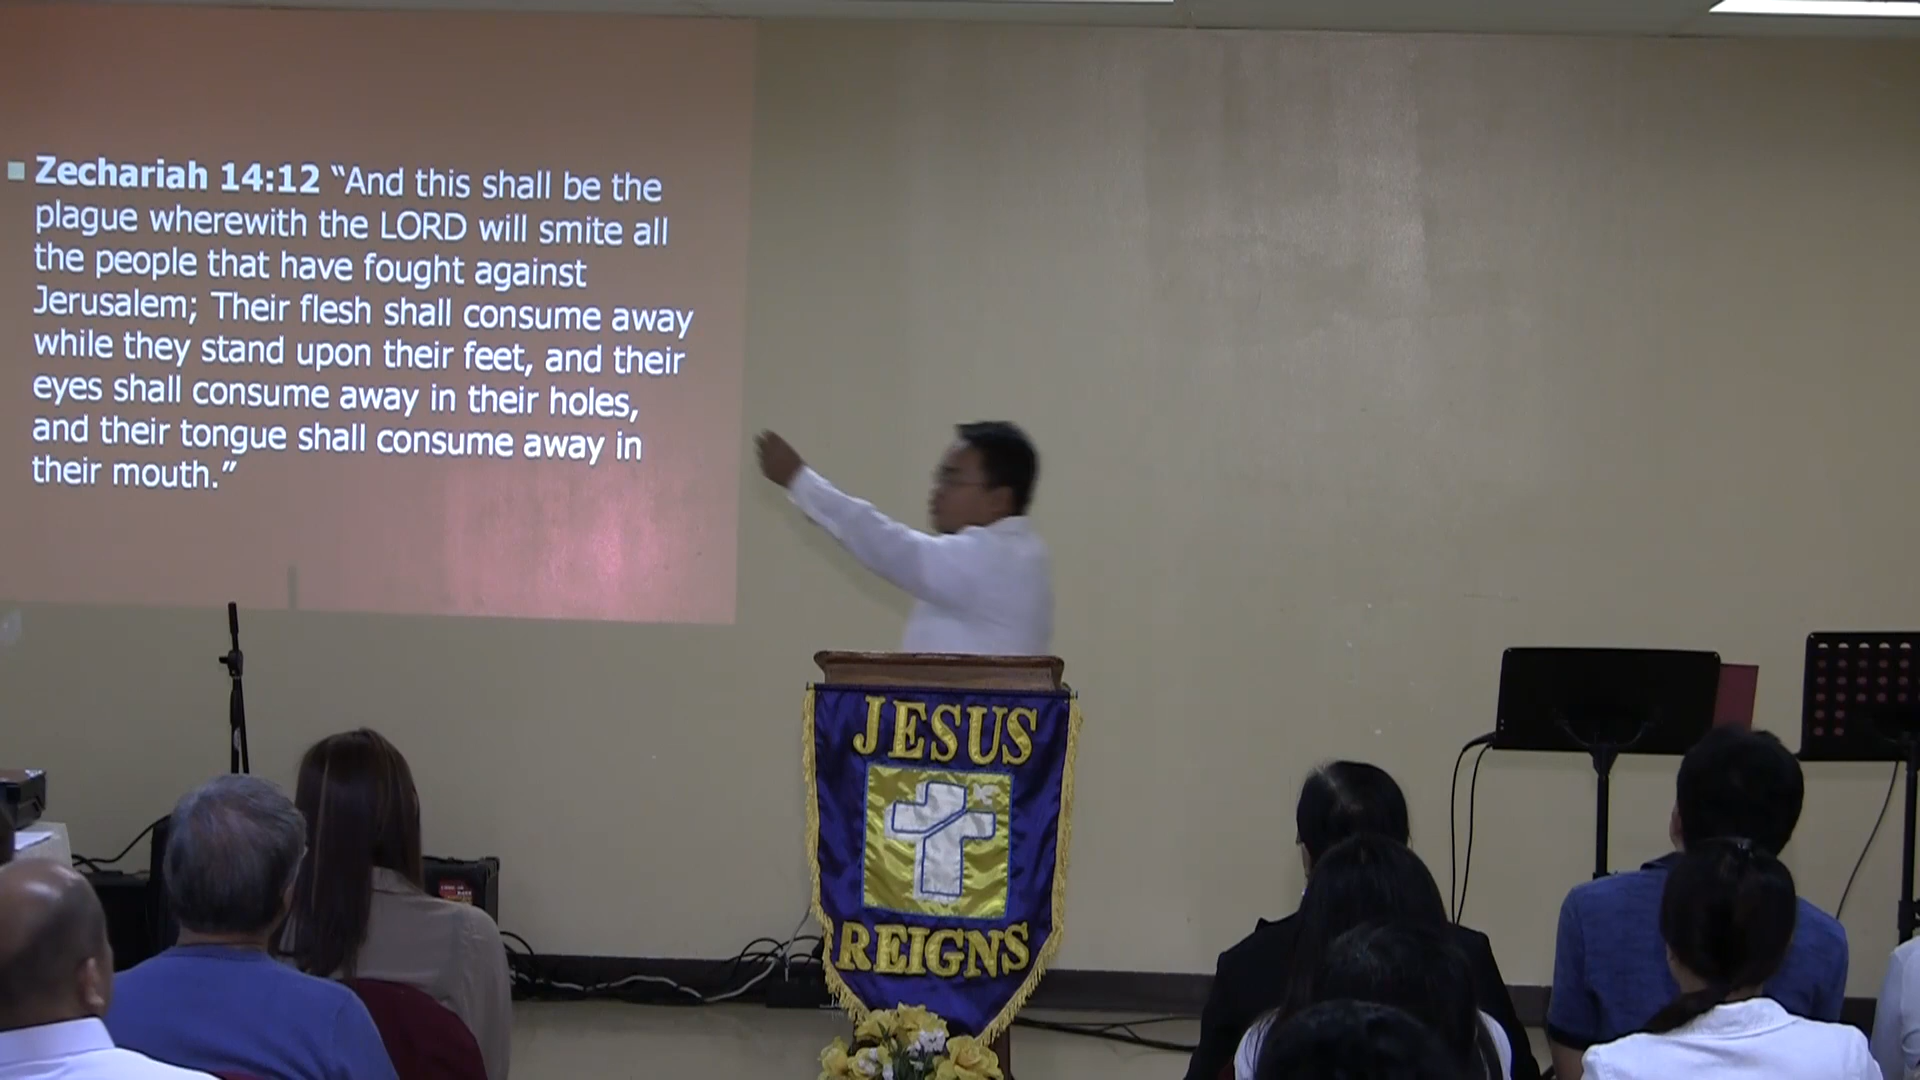 Zechariah 14:12 “And this shall be the
plague wherewith the LORD will smite all
the people that have fought against
Jerusalem; Their flesh shall consume away
while they stand upon their feet, and their
eyes shall consume away in their holes,
and their tongue shall consume away in
their mouth.”
JESUS
REIGNS